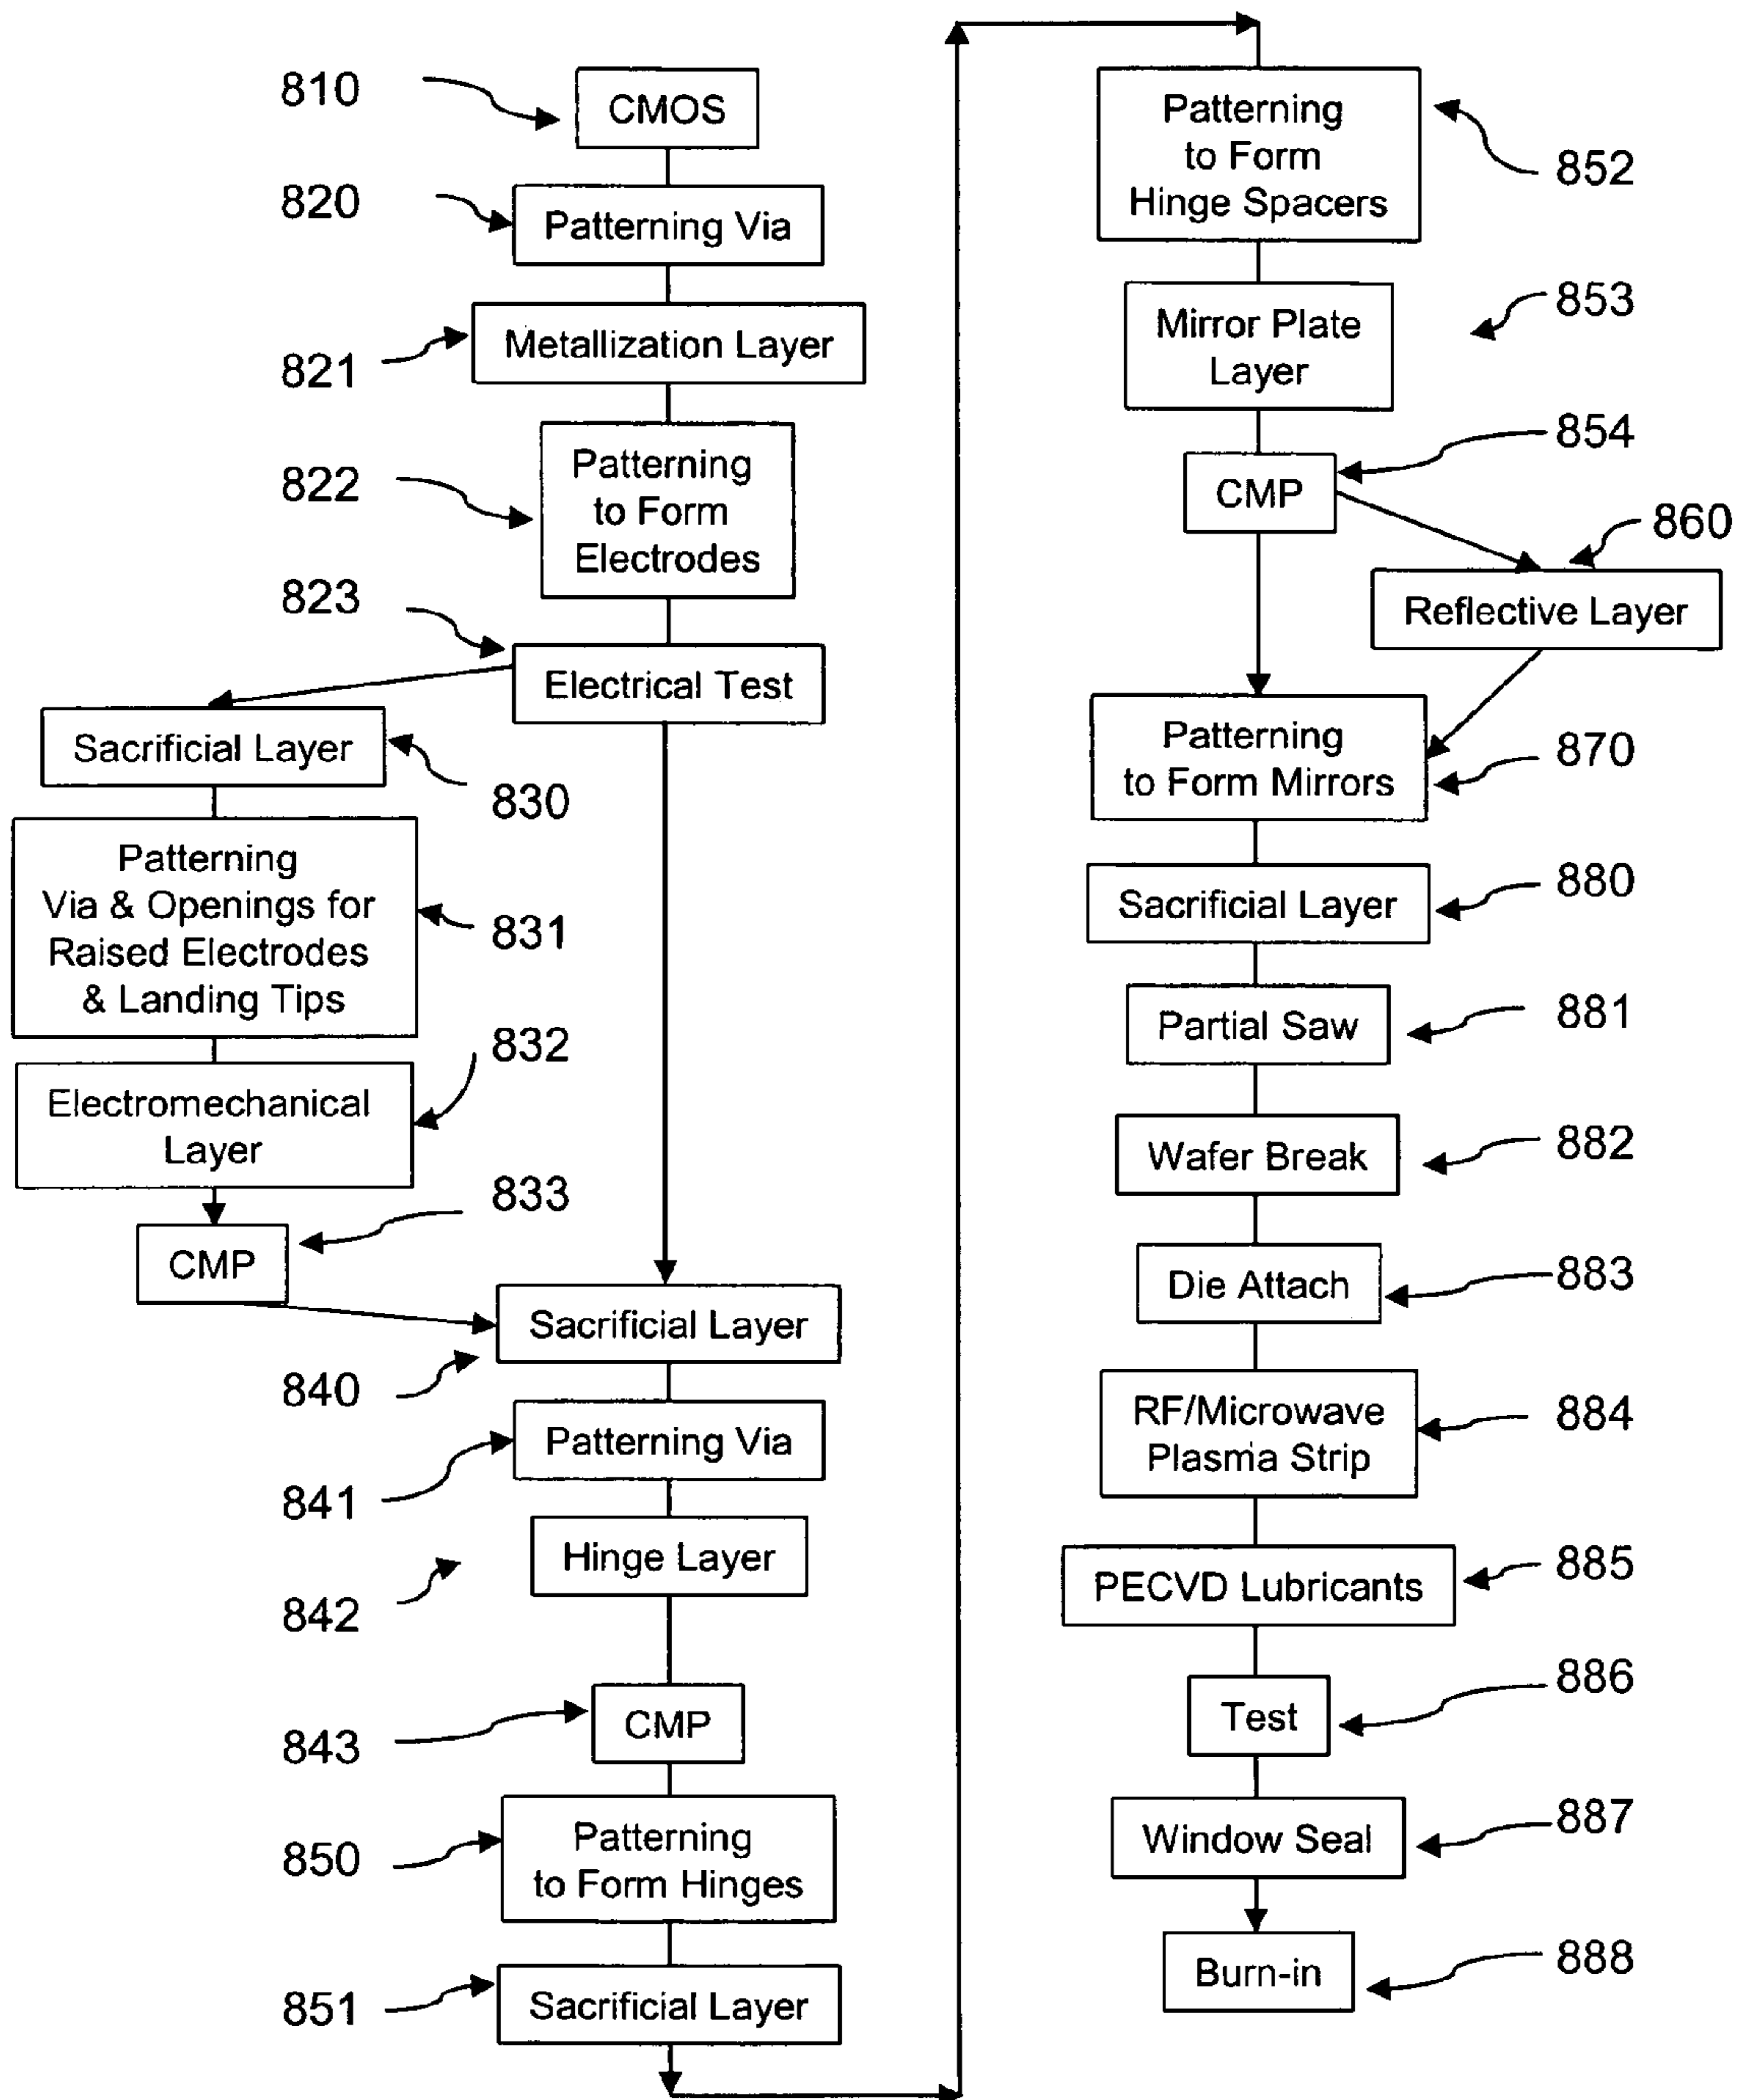 810
CMOS
820
Patterning Via
821
Metallization Layer
822
Patterning
to Form
Electrodes
823
Electrical Test
Sacrificial Layer
830
Patterning
Via & Openings for
Raised Electrodes
& Landing Tips
831
Electromechanical
Layer
832
CMP
833
Sacrificial Layer
840
Patterning Via
841
Hinge Layer
842
CMP
843
Patterning
to Form Hinges
850
Sacrificial Layer
851
Patterning
to Form
Hinge Spacers
852
Mirror Plate
Layer
853
CMP
854
860
Reflective Layer
Patterning
to Form Mirrors
870
Sacrificial Layer
880
Partial Saw
881
Wafer Break
882
Die Attach
883
RF/Microwave
Plasma Strip
884
PECVD Lubricants
885
Test
886
Window Seal
887
Burn-in
888